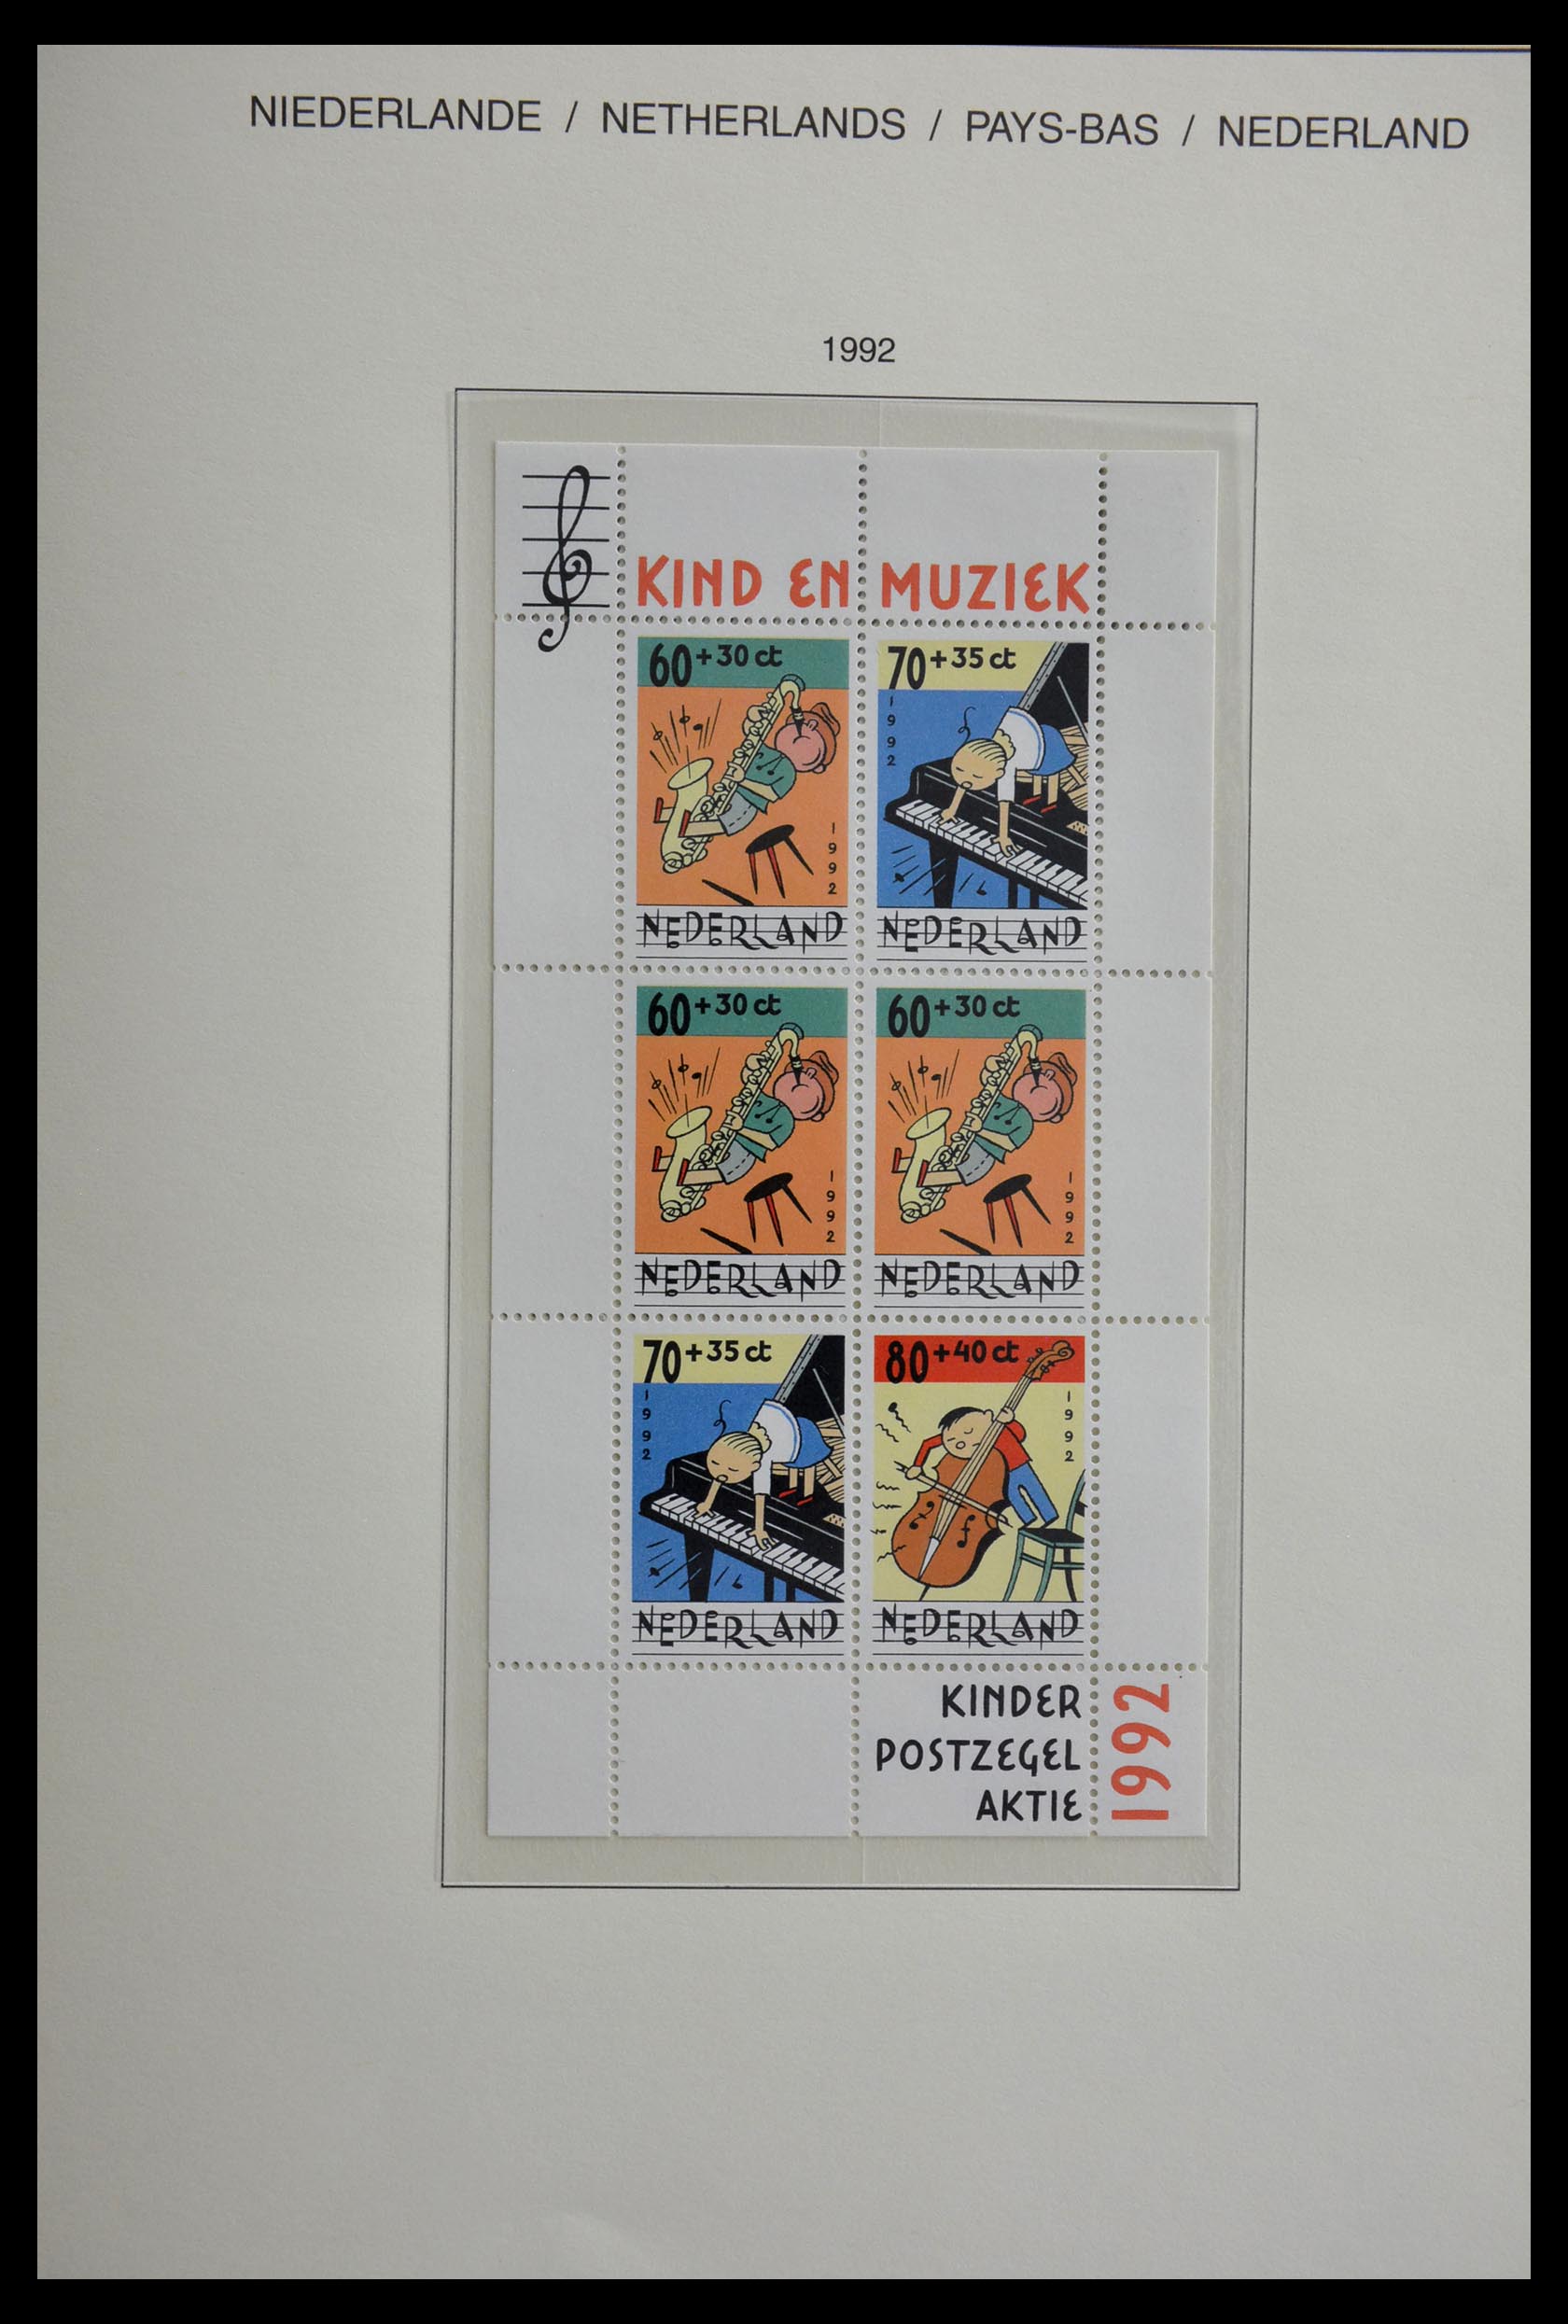 NIEDERLANDE / NETHERLANDS / PAYS-BAS / NEDERLAND
1992
KIND EN MUZIEK
60+30 ct
1992
NEDERLAND
70+35 ct
1992
NEDERLAND
60+30 ct
1992
NEDERLAND
60+30 ct
1992
NEDERLAND
70+35 ct
1992
NEDERLAND
80+40 ct
1992
NEDERLAND
KINDER
POSTZEGEL
AKTIE
1992